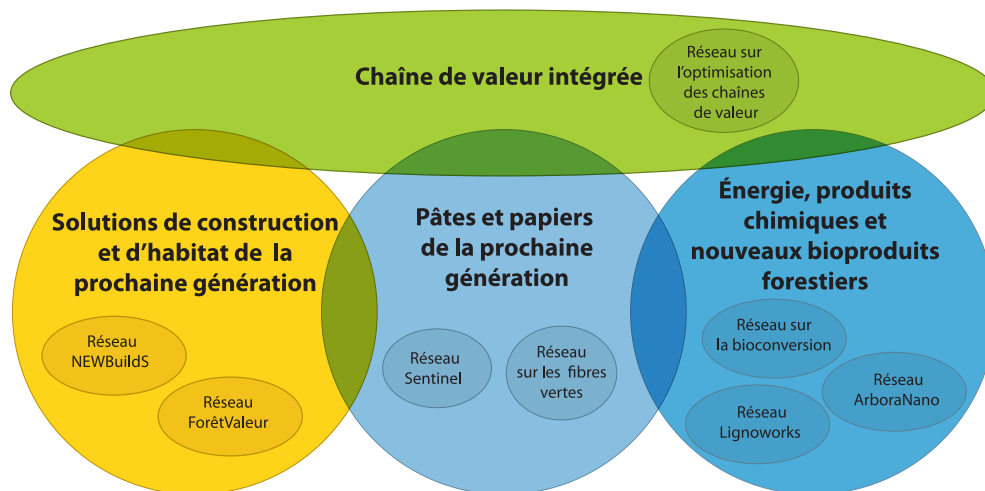 Chaîne de valeur intégrée
Réseau sur
l'optimisation
des chaînes
de valeur
Solutions de construction
et d'habitat de la
prochaine génération
Réseau
NEWBuildS
Réseau
ForêtValeur
Pâtes et papiers
de la prochaine
génération
Réseau
Sentinel
Réseau
sur les fibres
vertes
Énergie, produits
chimiques et
nouveaux bioproduits
forestiers
Réseau sur
la bioconversion
Réseau
ArboraNano
Réseau
Lignoworks